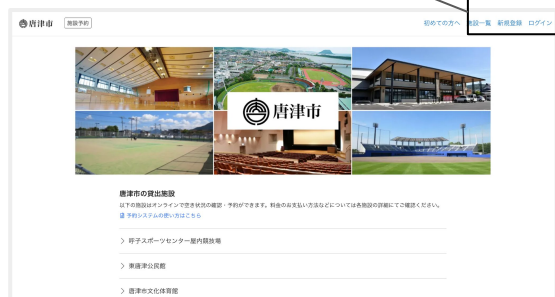 唐津市 施設予約 初めての方へ 施設一覧 新規登録 ログイン
唐津市
唐津市の貸出施設
以下の施設はオンラインで空き状況の確認・予約ができます。料金のお支払い方法などについては各施設の詳細にてご確認ください。
予約システムの使い方はこちら
呼子スポーツセンター屋内競技場
東唐津公民館
唐津市文化体育館